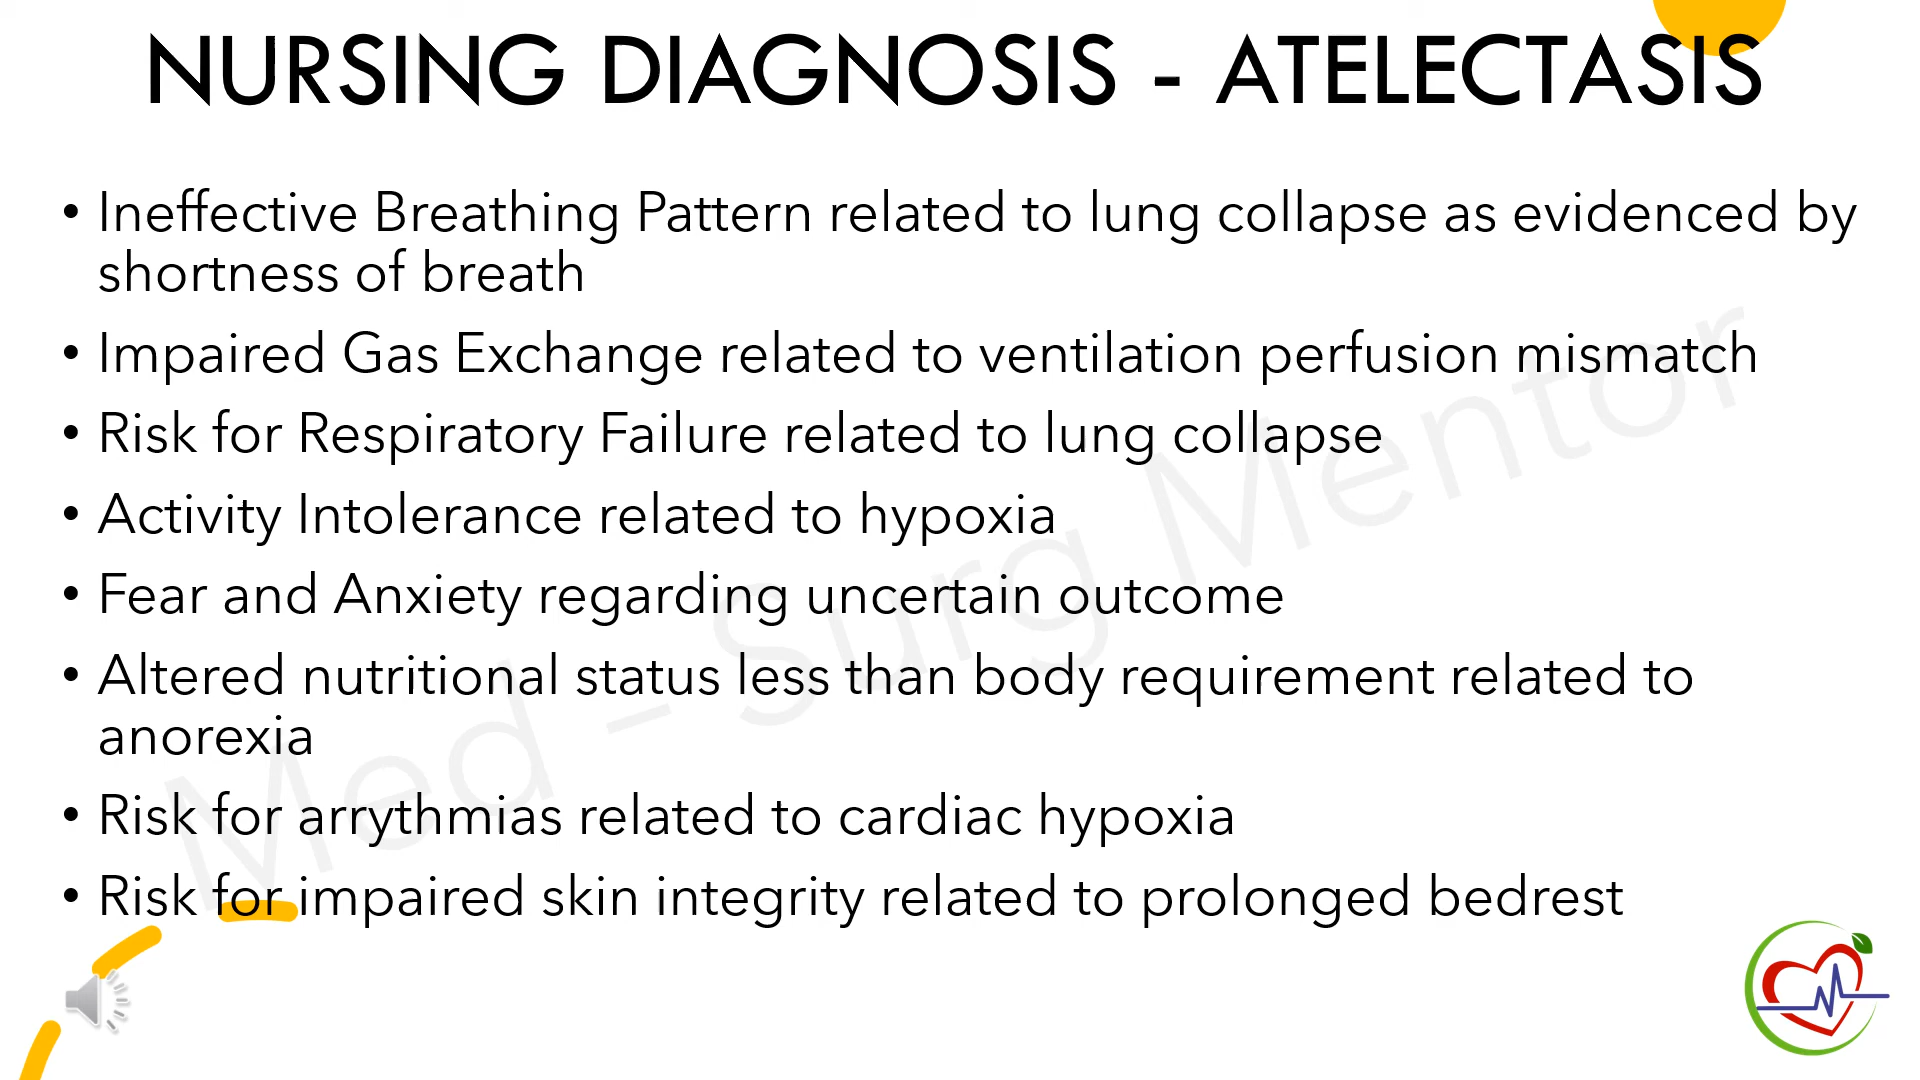 NURSING DIAGNOSIS - ATELECTASIS
• Ineffective Breathing Pattern related to lung collapse as evidenced by
shortness of breath
• Impaired Gas Exchange related to ventilation perfusion mismatch
• Risk for Respiratory Failure related to lung collapse
• Activity Intolerance related to hypoxia
• Fear and Anxiety regarding uncertain outcome
• Altered nutritional status less than body requirement related to
anorexia
• Risk for arrythmias related to cardiac hypoxia
• Risk for impaired skin integrity related to prolonged bedrest
Med - Surg Mentor